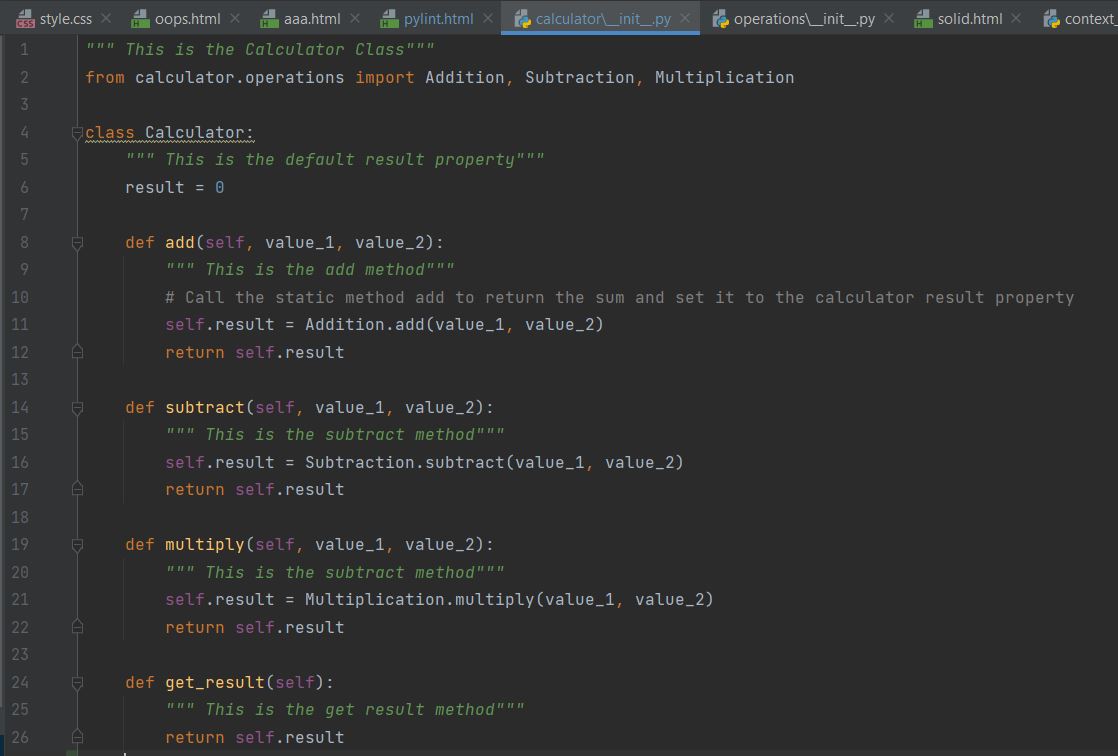 style.css oops.html aaa.html pylint.html calculator\__init__.py operations\__init__.py solid.html context_
1 """ This is the Calculator Class"""
2 from calculator.operations import Addition, Subtraction, Multiplication
3
4 class Calculator:
5 """ This is the default result property"""
6 result = 0
7
8 def add(self, value_1, value_2):
9 """ This is the add method"""
10 # Call the static method add to return the sum and set it to the calculator result property
11 self.result = Addition.add(value_1, value_2)
12 return self.result
13
14 def subtract(self, value_1, value_2):
15 """ This is the subtract method"""
16 self.result = Subtraction.subtract(value_1, value_2)
17 return self.result
18
19 def multiply(self, value_1, value_2):
20 """ This is the subtract method"""
21 self.result = Multiplication.multiply(value_1, value_2)
22 return self.result
23
24 def get_result(self):
25 """ This is the get result method"""
26 return self.result